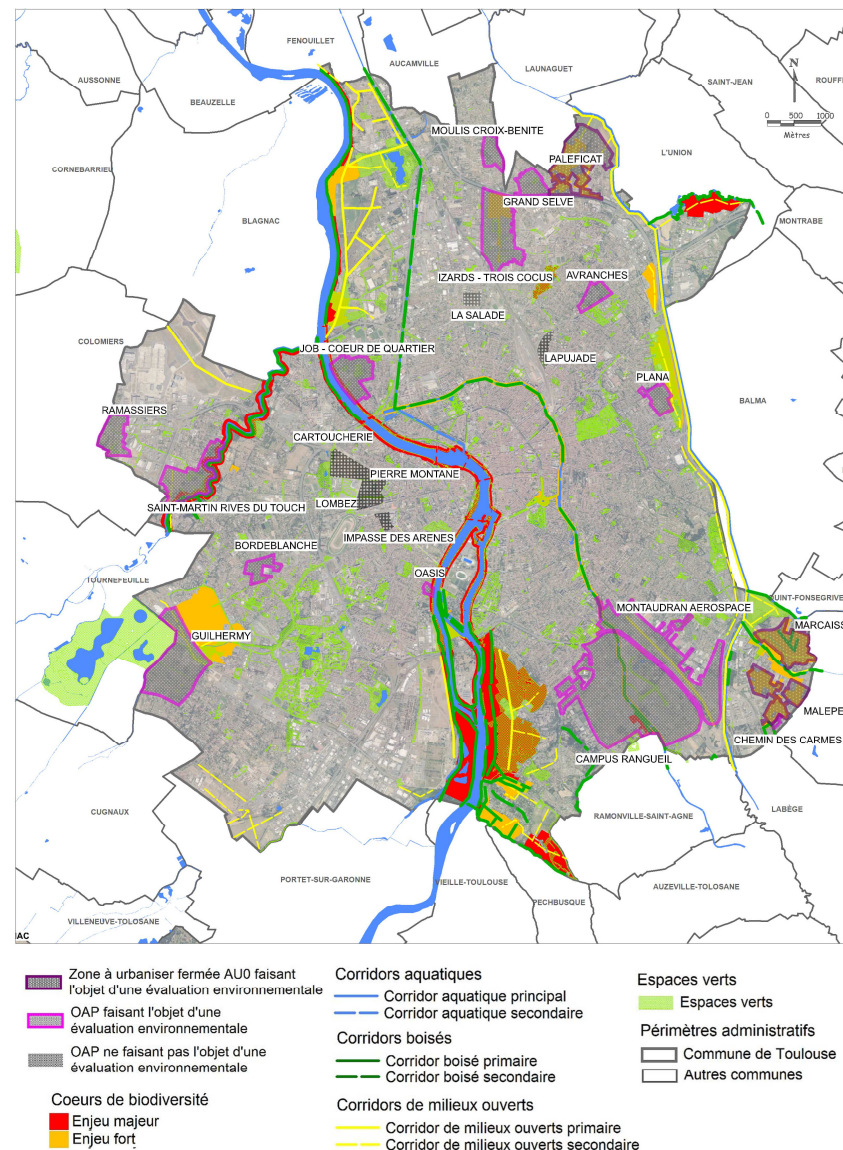 FENOUILLET
AUCAMVILLE
LAUNAGUET
AUSSONNE
SAINT-JEAN
ROUFF
BEAUZELLE
N
0 500 1000
Mètres
MOULIS CROIX-BENITE
PALEFICAT
L'UNION
CORNEBARRIEU
GRAND SELVE
BLAGNAC
MONTRABE
IZARDS - TROIS COCUS
AVRANCHES
LA SALADE
COLOMIERS
JOB - COEUR DE QUARTIER
LAPUJADE
PLANA
BALMA
RAMASSIERS
CARTOUCHERIE
PIERRE MONTANE
LOMBEZ
SAINT-MARTIN RIVES DU TOUCH
IMPASSE DES ARENES
BORDEBLANCHE
OASIS
TOURNEFEUILLE
QUINT-FONSEGRIVE
MONTAUDRAN AEROSPACE
MARCAISS
GUILHERMY
MALEPE
CHEMIN DES CARMES
CAMPUS RANGUEIL
CUGNAUX
LABÈGE
RAMONVILLE-SAINT-AGNE
PORTET-SUR-GARONNE
VIEILLE-TOULOUSE
AUZEVILLE-TOLOSANE
PECHBUSQUE
VILLENEUVE-TOLOSANE
Zone à urbaniser fermée AU0 faisant
l'objet d'une évaluation environnementale
OAP faisant l'objet d'une
évaluation environnementale
OAP ne faisant pas l'objet d'une
évaluation environnementale
Coeurs de biodiversité
Enjeu majeur
Enjeu fort
Corridors aquatiques
Corridor aquatique principal
Corridor aquatique secondaire
Corridors boisés
Corridor boisé primaire
Corridor boisé secondaire
Corridors de milieux ouverts
Corridor de milieux ouverts primaire
Corridor de milieux ouverts secondaire
Espaces verts
Espaces verts
Périmètres administratifs
Commune de Toulouse
Autres communes